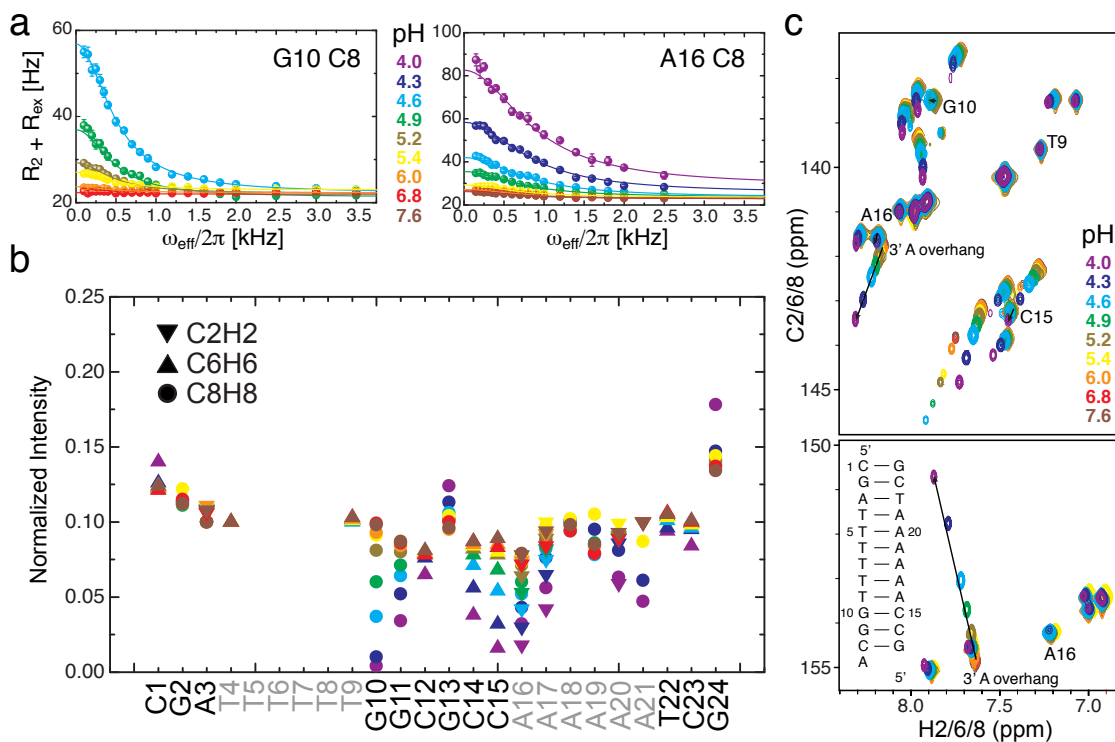 a
R2 + Rex [Hz]
60
50
40
30
20
G10 C8
0.0 0.5 1.0 1.5 2.0 2.5 3.0 3.5
ωeff/2π [kHz]
pH
4.0
4.3
4.6
4.9
5.2
5.4
6.0
6.8
7.6
100
80
60
40
20
A16 C8
0.0 0.5 1.0 1.5 2.0 2.5 3.0 3.5
ωeff/2π [kHz]
b
Normalized Intensity
0.25
0.20
0.15
0.10
0.05
0.00
▼ C2H2
▲ C6H6
● C8H8
C1 G2 A3 T4 T5 T6 T7 T8 T9 G10 G11 C12 G13 C14 C15 A16 A17 A18 A19 A20 A21 T22 C23 G24
c
C2/6/8 (ppm)
140
145
G10
T9
A16
3' A overhang
C15
pH
4.0
4.3
4.6
4.9
5.2
5.4
6.0
6.8
7.6
150
155
5'
1 C — G
G — C
A — T
T — A
5 T — A 20
T — A
T — A
T — A
T — A
10 G — C 15
G — C
C — G
A
5'
3' A overhang
A16
8.0 7.5 7.0
H2/6/8 (ppm)